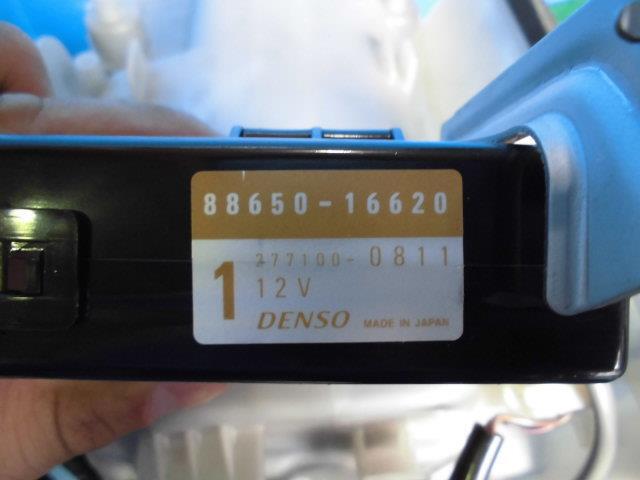 88650-16620
1
277100-0811
12V
DENSO MADE IN JAPAN